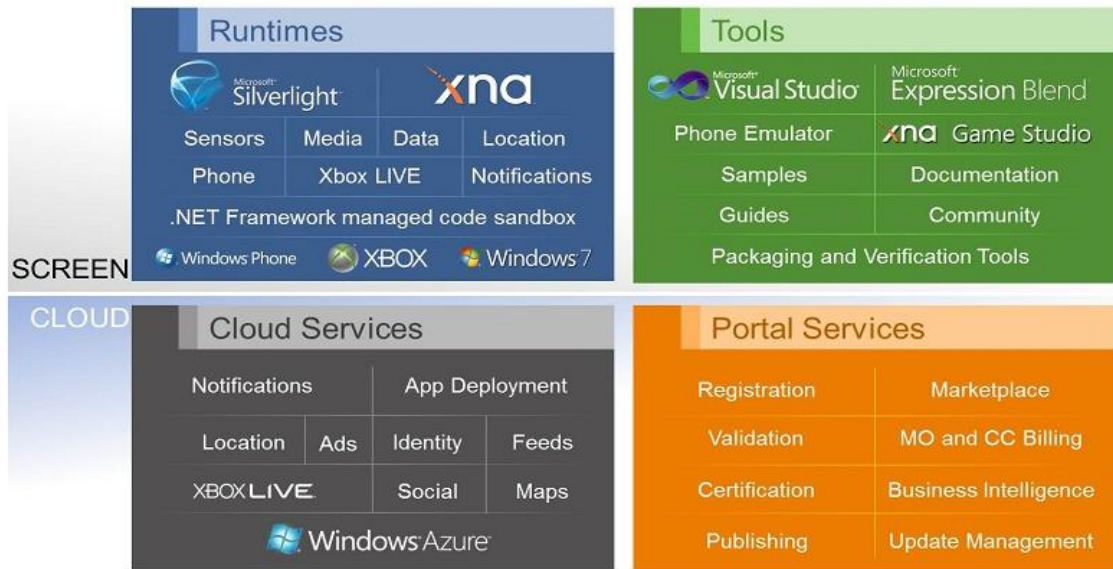 Runtimes
Microsoft Silverlight xna
Sensors Media Data Location
Phone Xbox LIVE Notifications
.NET Framework managed code sandbox
Windows Phone XBOX Windows 7
SCREEN
Tools
Microsoft Visual Studio Microsoft Expression Blend
Phone Emulator xna Game Studio
Samples Documentation
Guides Community
Packaging and Verification Tools
CLOUD
Cloud Services
Notifications App Deployment
Location Ads Identity Feeds
XBOX LIVE Social Maps
Windows Azure
Portal Services
Registration Marketplace
Validation MO and CC Billing
Certification Business Intelligence
Publishing Update Management